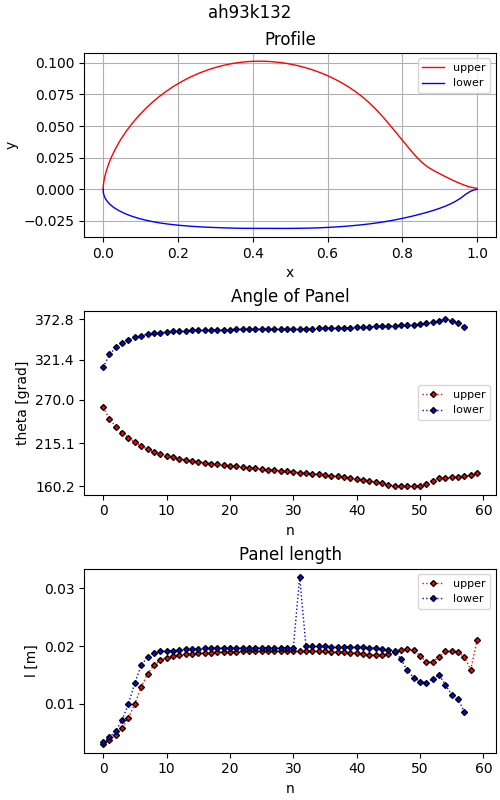 ah93k132
Profile
0.100
0.075
0.050
0.025
0.000
−0.025
y
upper
lower
0.0
0.2
0.4
0.6
0.8
1.0
x
Angle of Panel
372.8
321.4
270.0
215.1
160.2
theta [grad]
upper
lower
0
10
20
30
40
50
60
n
Panel length
0.03
0.02
0.01
l [m]
upper
lower
0
10
20
30
40
50
60
n